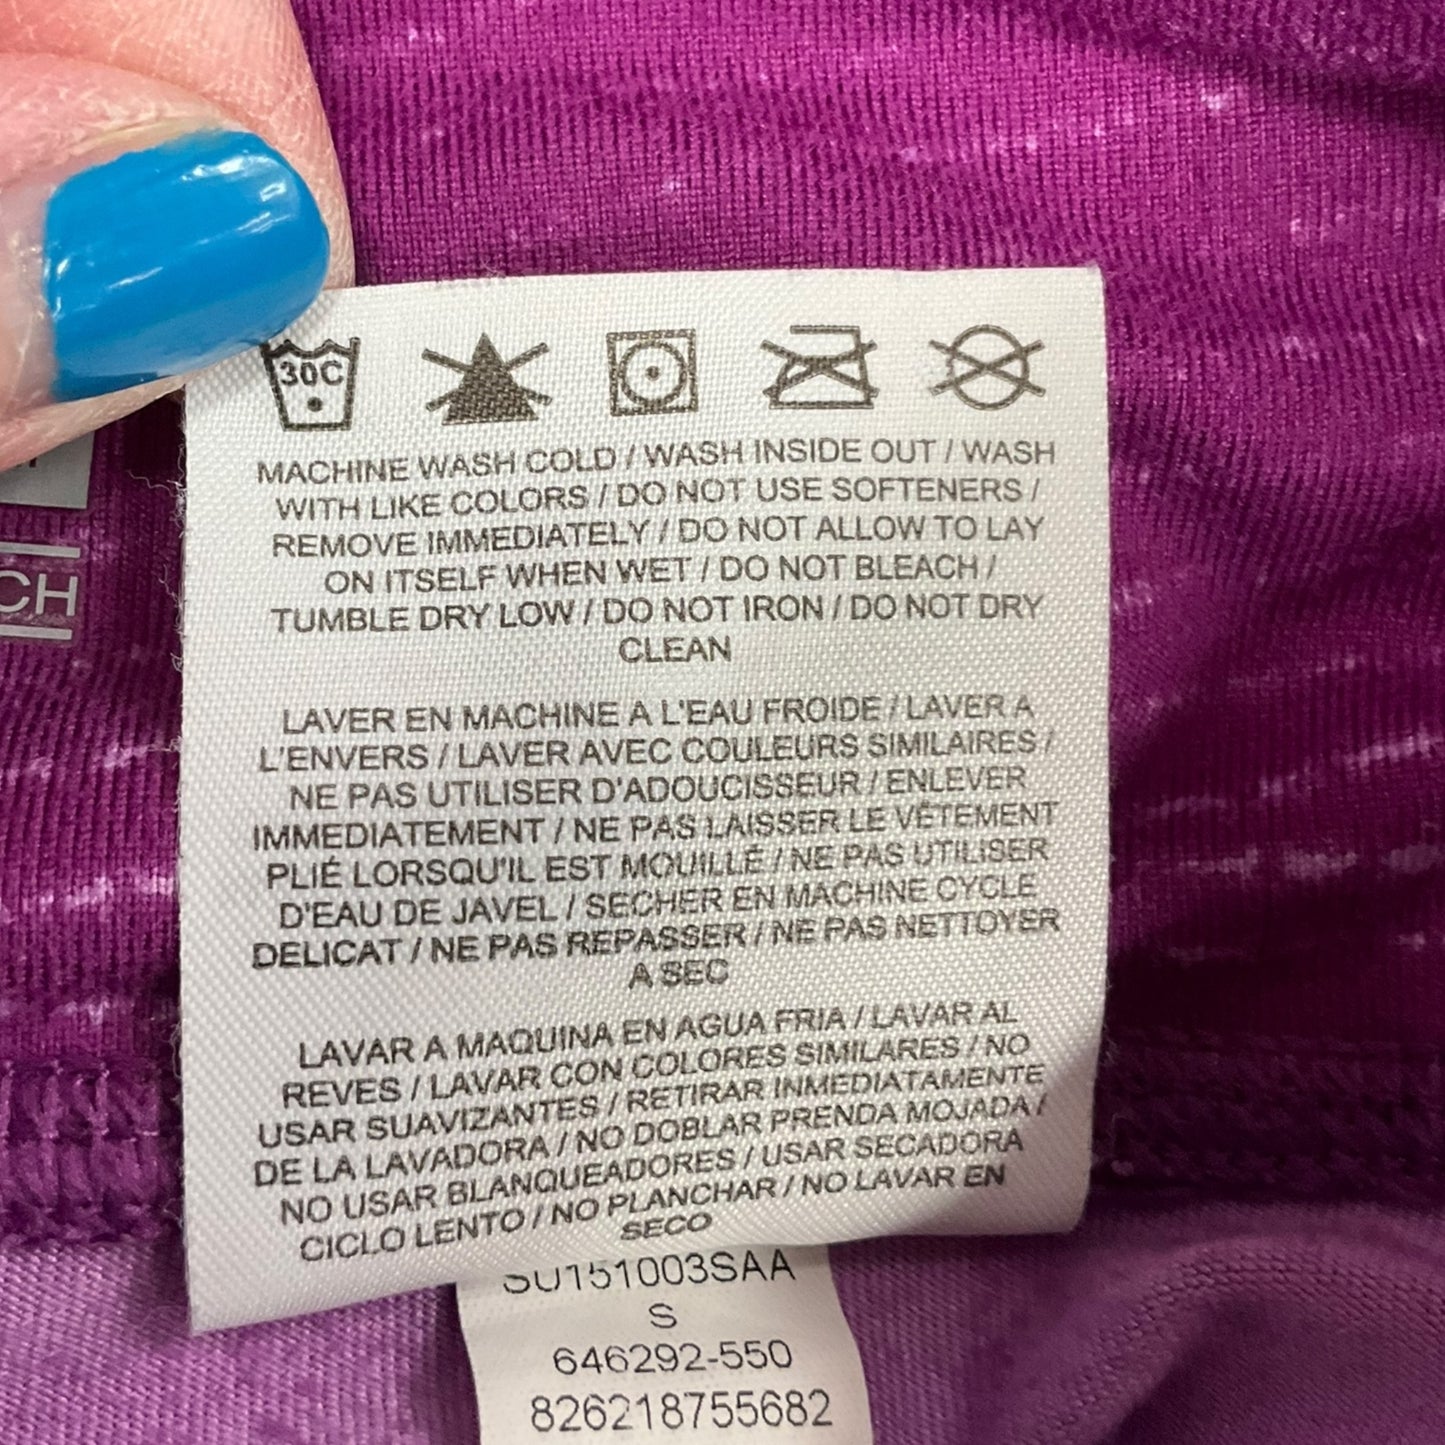 30C
MACHINE WASH COLD / WASH INSIDE OUT / WASH
WITH LIKE COLORS / DO NOT USE SOFTENERS /
REMOVE IMMEDIATELY / DO NOT ALLOW TO LAY
ON ITSELF WHEN WET / DO NOT BLEACH /
TUMBLE DRY LOW / DO NOT IRON / DO NOT DRY
CLEAN
LAVER EN MACHINE A L'EAU FROIDE / LAVER A
L'ENVERS / LAVER AVEC COULEURS SIMILAIRES /
NE PAS UTILISER D'ADOUCISSEUR / ENLEVER
IMMEDIATEMENT / NE PAS LAISSER LE VÊTEMENT
PLIÉ LORSQU'IL EST MOUILLÉ / NE PAS UTILISER
D'EAU DE JAVEL / SECHER EN MACHINE CYCLE
DELICAT / NE PAS REPASSER / NE PAS NETTOYER
A SEC
LAVAR A MAQUINA EN AGUA FRIA / LAVAR AL
REVES / LAVAR CON COLORES SIMILARES / NO
USAR SUAVIZANTES / RETIRAR INMEDIATAMENTE
DE LA LAVADORA / NO DOBLAR PRENDA MOJADA /
NO USAR BLANQUEADORES / USAR SECADORA
CICLO LENTO / NO PLANCHAR / NO LAVAR EN
SECO
SU151003SAA
S
646292-550
826218755682
CH